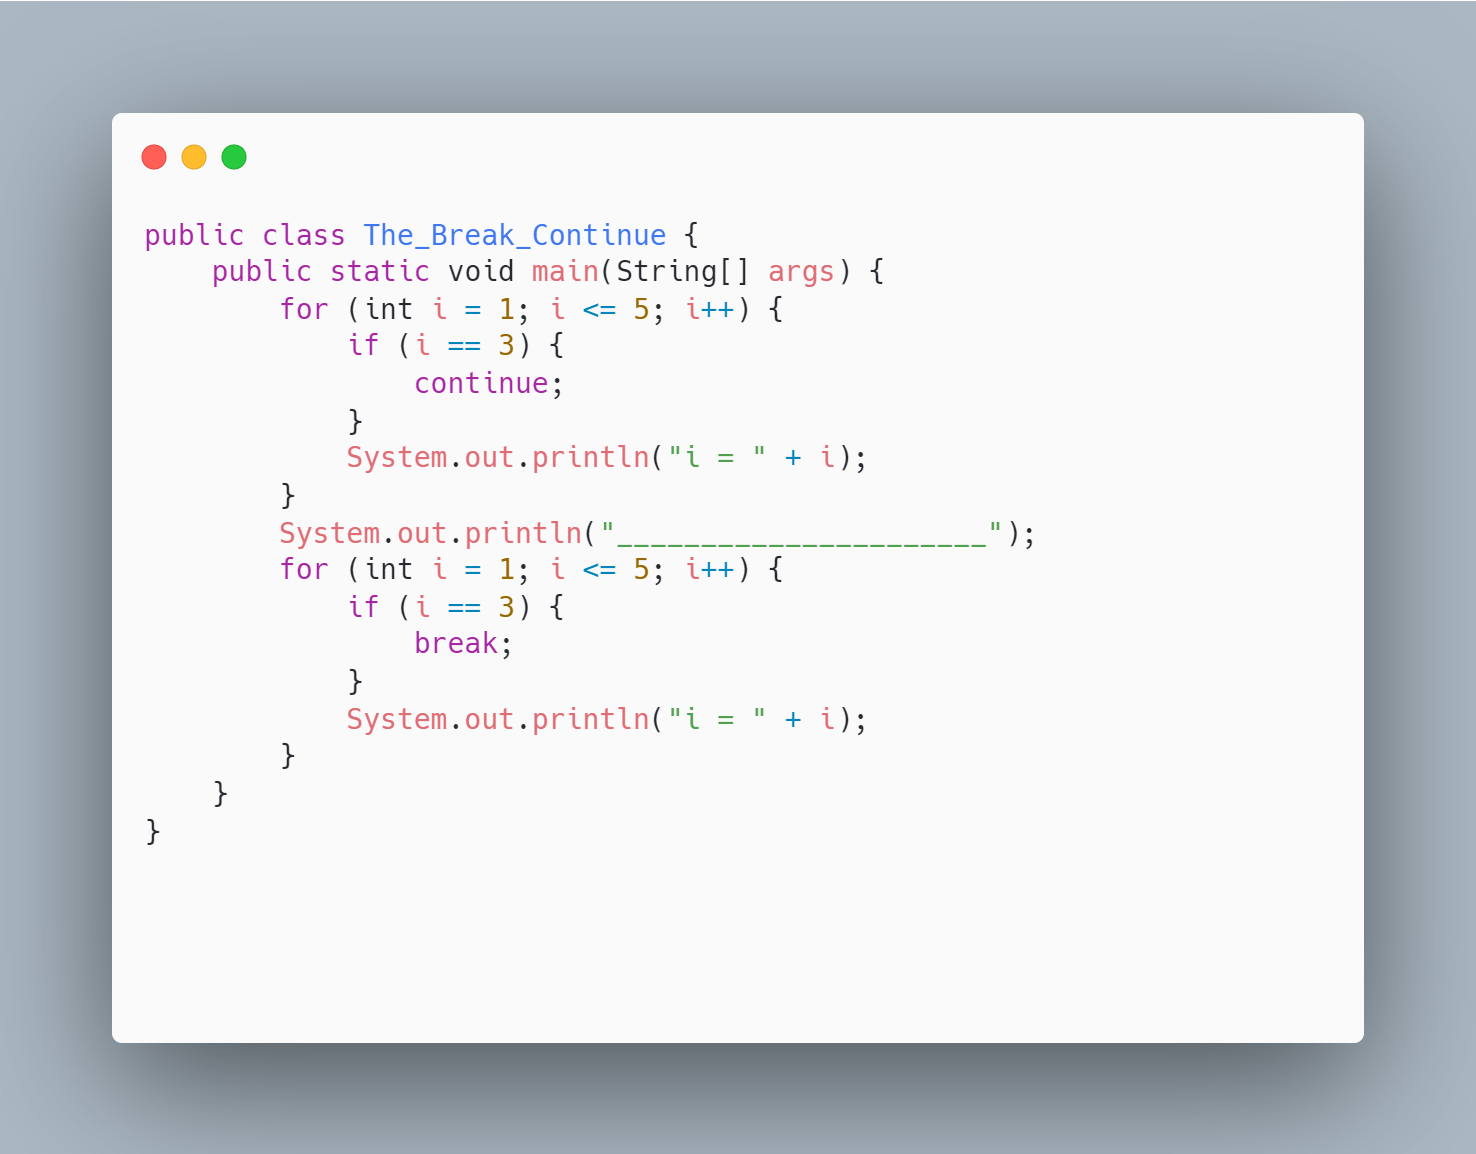 public class The_Break_Continue {
    public static void main(String[] args) {
        for (int i = 1; i <= 5; i++) {
            if (i == 3) {
                continue;
            }
            System.out.println("i = " + i);
        }
        System.out.println("______________________");
        for (int i = 1; i <= 5; i++) {
            if (i == 3) {
                break;
            }
            System.out.println("i = " + i);
        }
    }
}